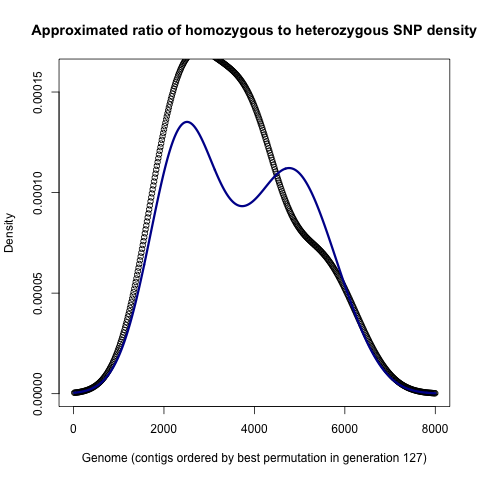 Approximated ratio of homozygous to heterozygous SNP density
0.00015
0.00010
0.00005
0.00000
Density
0 2000 4000 6000 8000
Genome (contigs ordered by best permutation in generation 127)